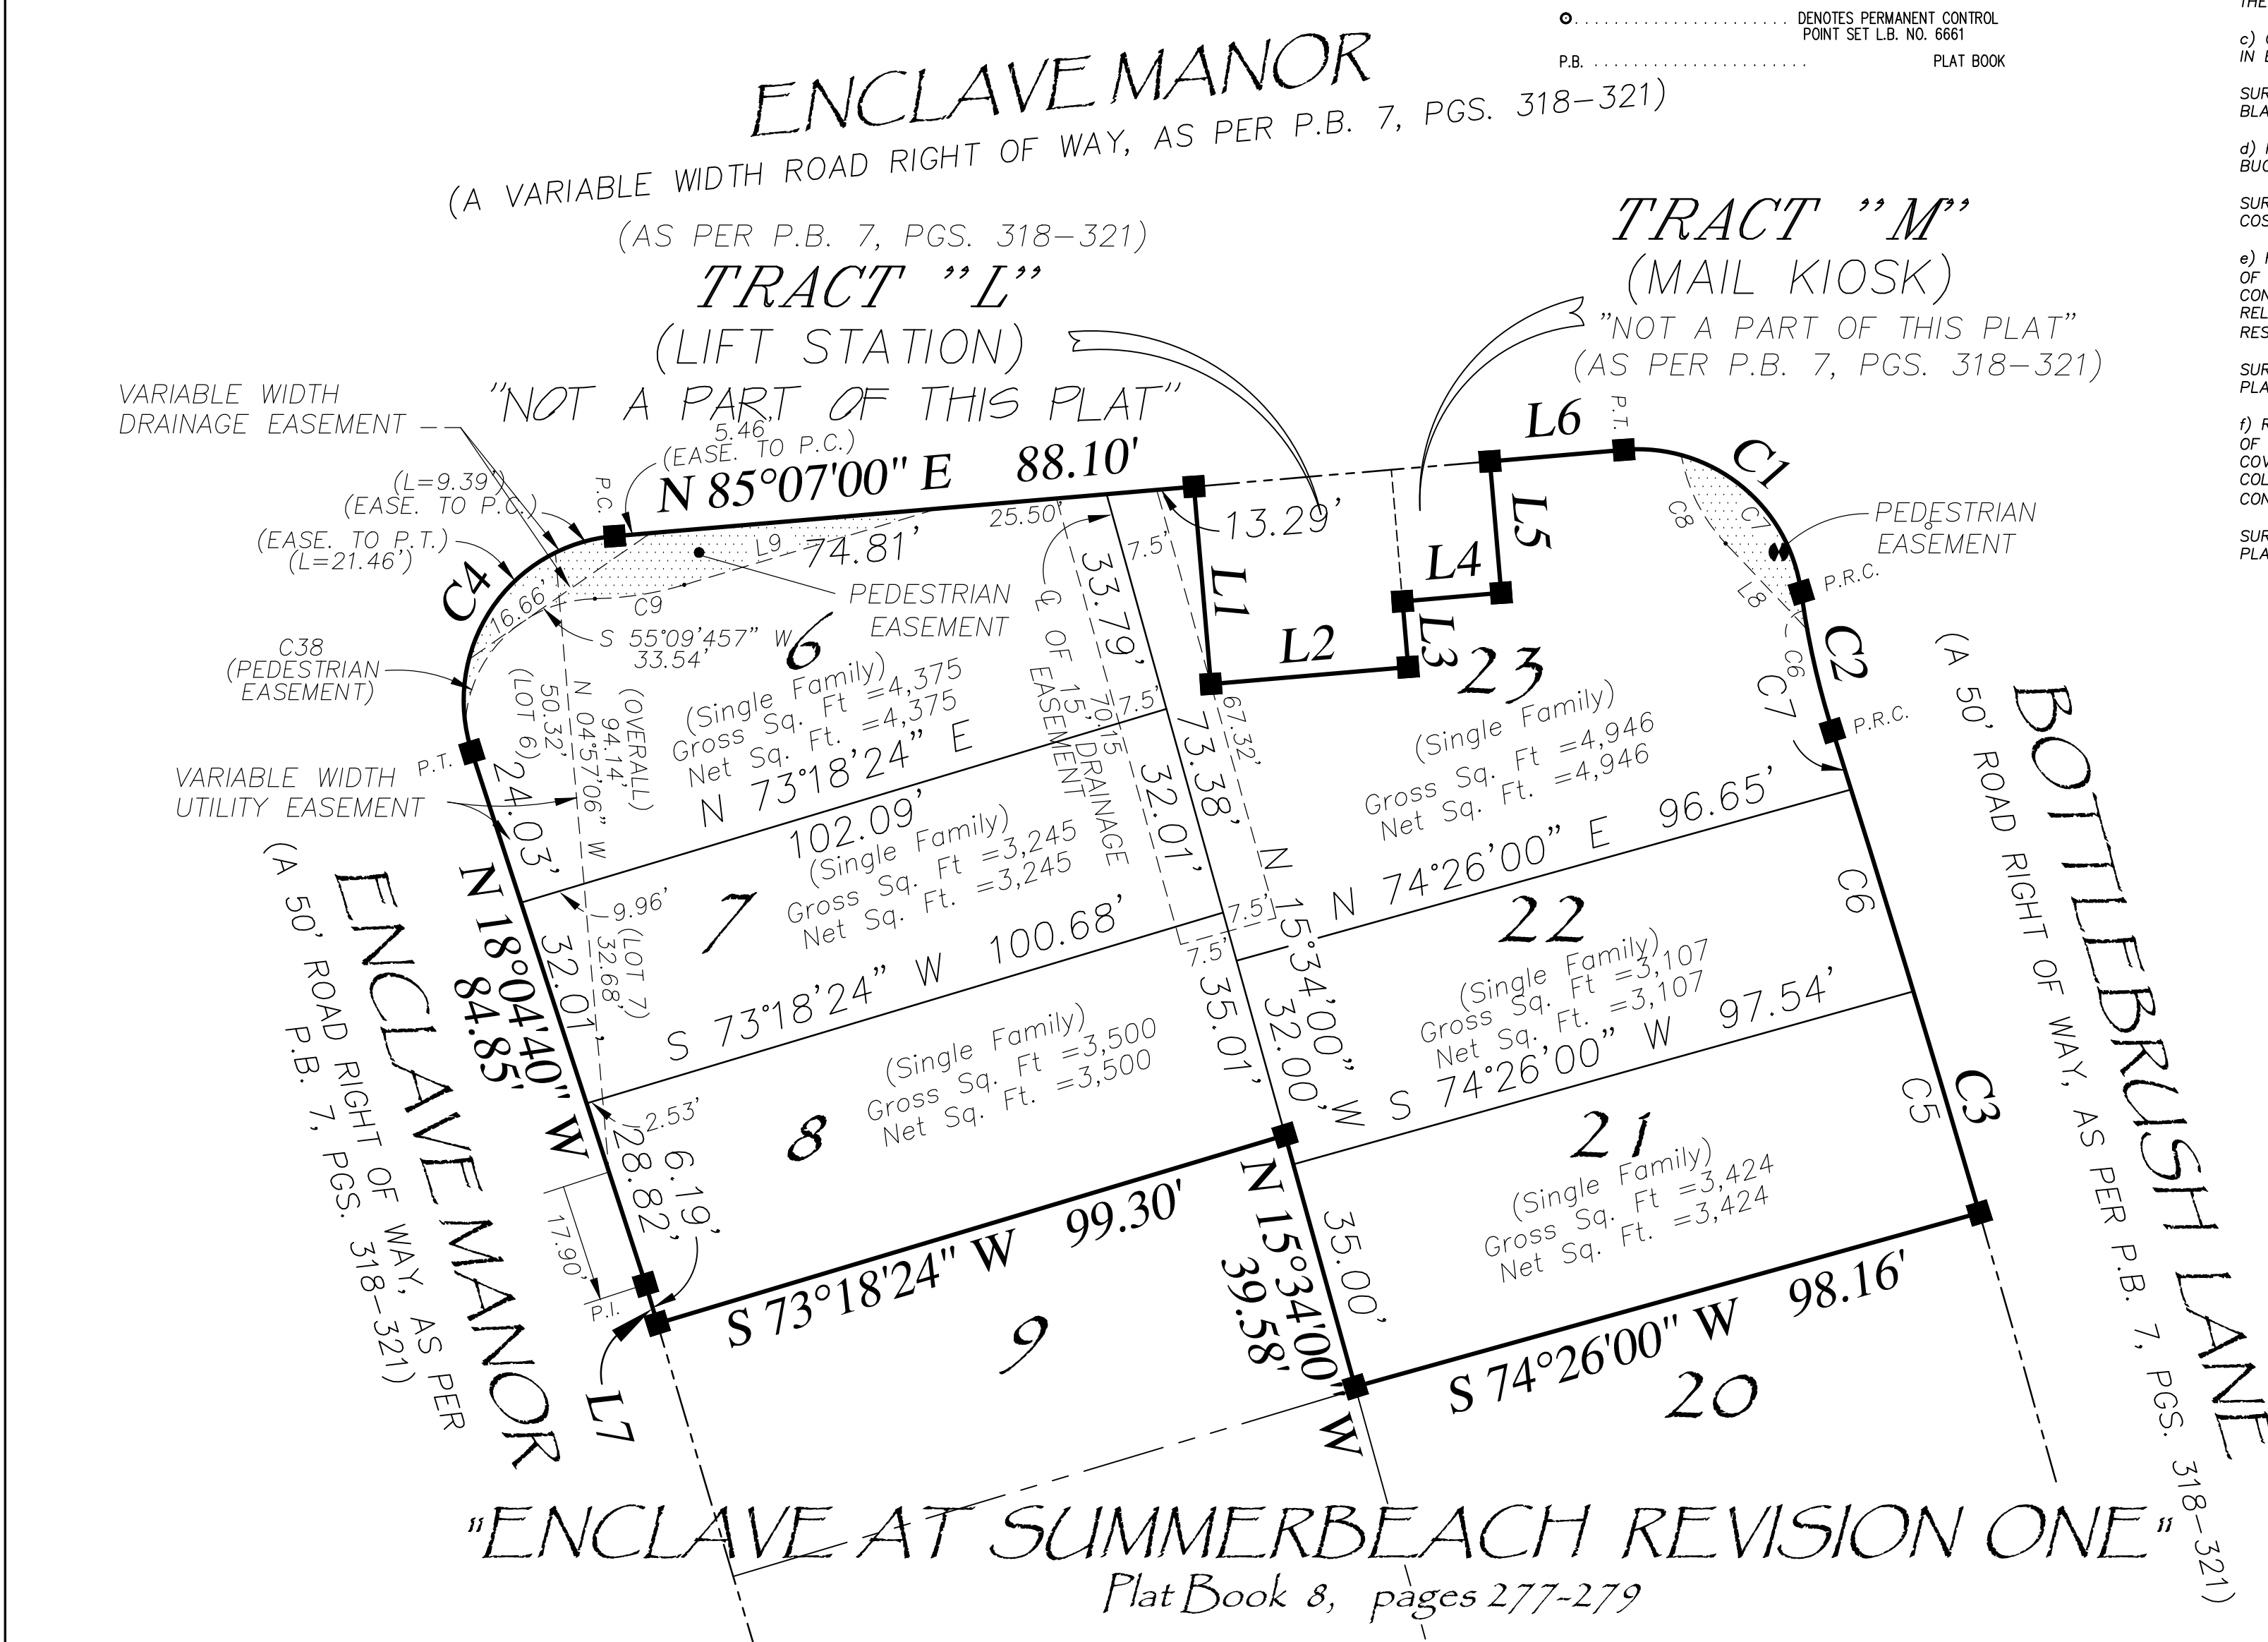 DENOTES PERMANENT CONTROL
POINT SET L.B. NO. 6661
P.B. PLAT BOOK
ENCLAVE MANOR
(A VARIABLE WIDTH ROAD RIGHT OF WAY, AS PER P.B. 7, PGS. 318-321)
(AS PER P.B. 7, PGS. 318-321)
TRACT "L"
(LIFT STATION)
"NOT A PART OF THIS PLAT"
TRACT "M"
(MAIL KIOSK)
"NOT A PART OF THIS PLAT"
(AS PER P.B. 7, PGS. 318-321)
VARIABLE WIDTH
DRAINAGE EASEMENT
5.46'
(EASE. TO P.C.)
N 85°07'00" E 88.10'
P.C.
(L=9.39')
(EASE. TO P.C.)
(EASE. TO P.T.)
(L=21.46')
C4
16.66'
C38
(PEDESTRIAN
EASEMENT)
L9
74.81'
25.50'
13.29'
7.5'
C9
S 55°09'457" W
33.54'
PEDESTRIAN
EASEMENT
L1
L2
L3
L4
L5
L6
P.T.
C1
C7
C8
L8
PEDESTRIAN
EASEMENT
P.R.C.
C2
C6
C7
P.R.C.
6
(Single Family)
Gross Sq. Ft =4,375
Net Sq. Ft. =4,375
N 73°18'24" E
102.09'
(LOT 6)
50.32'
N 04°57'06" W
94.14'
(OVERALL)
33.79'
7.5'
℄ OF 15' DRAINAGE
EASEMENT
70.15
73.38'
67.32'
32.01'
P.T.
VARIABLE WIDTH
UTILITY EASEMENT
24.03'
N 18°04'40" W
84.85'
7
(Single Family)
Gross Sq. Ft =3,245
Net Sq. Ft. =3,245
S 73°18'24" W 100.68'
9.96'
(LOT 7)
32.68'
32.01'
7.5'
7.5'
23
(Single Family)
Gross Sq. Ft =4,946
Net Sq. Ft. =4,946
N 74°26'00" E 96.65'
N 15°34'00" W
22
(Single Family)
Gross Sq. Ft =3,107
Net Sq. Ft. =3,107
S 74°26'00" W 97.54'
32.00'
35.01'
C6
C5
C3
8
(Single Family)
Gross Sq. Ft =3,500
Net Sq. Ft. =3,500
2.53'
28.82'
6.19'
17.90'
P.I.
L7
S 73°18'24" W 99.30'
N 15°34'00" W
39.58'
35.00'
21
(Single Family)
Gross Sq. Ft =3,424
Net Sq. Ft. =3,424
S 74°26'00" W 98.16'
9
20
ENCLAVE MANOR
(A 50' ROAD RIGHT OF WAY, AS PER
P.B. 7, PGS. 318-321)
BOTTLEBRUSH LANE
(A 50' ROAD RIGHT OF WAY, AS PER P.B. 7, PGS. 318-321)
"ENCLAVE AT SUMMERBEACH REVISION ONE"
Plat Book 8, pages 277-279
c)
d)
e)
OF
f)
OF